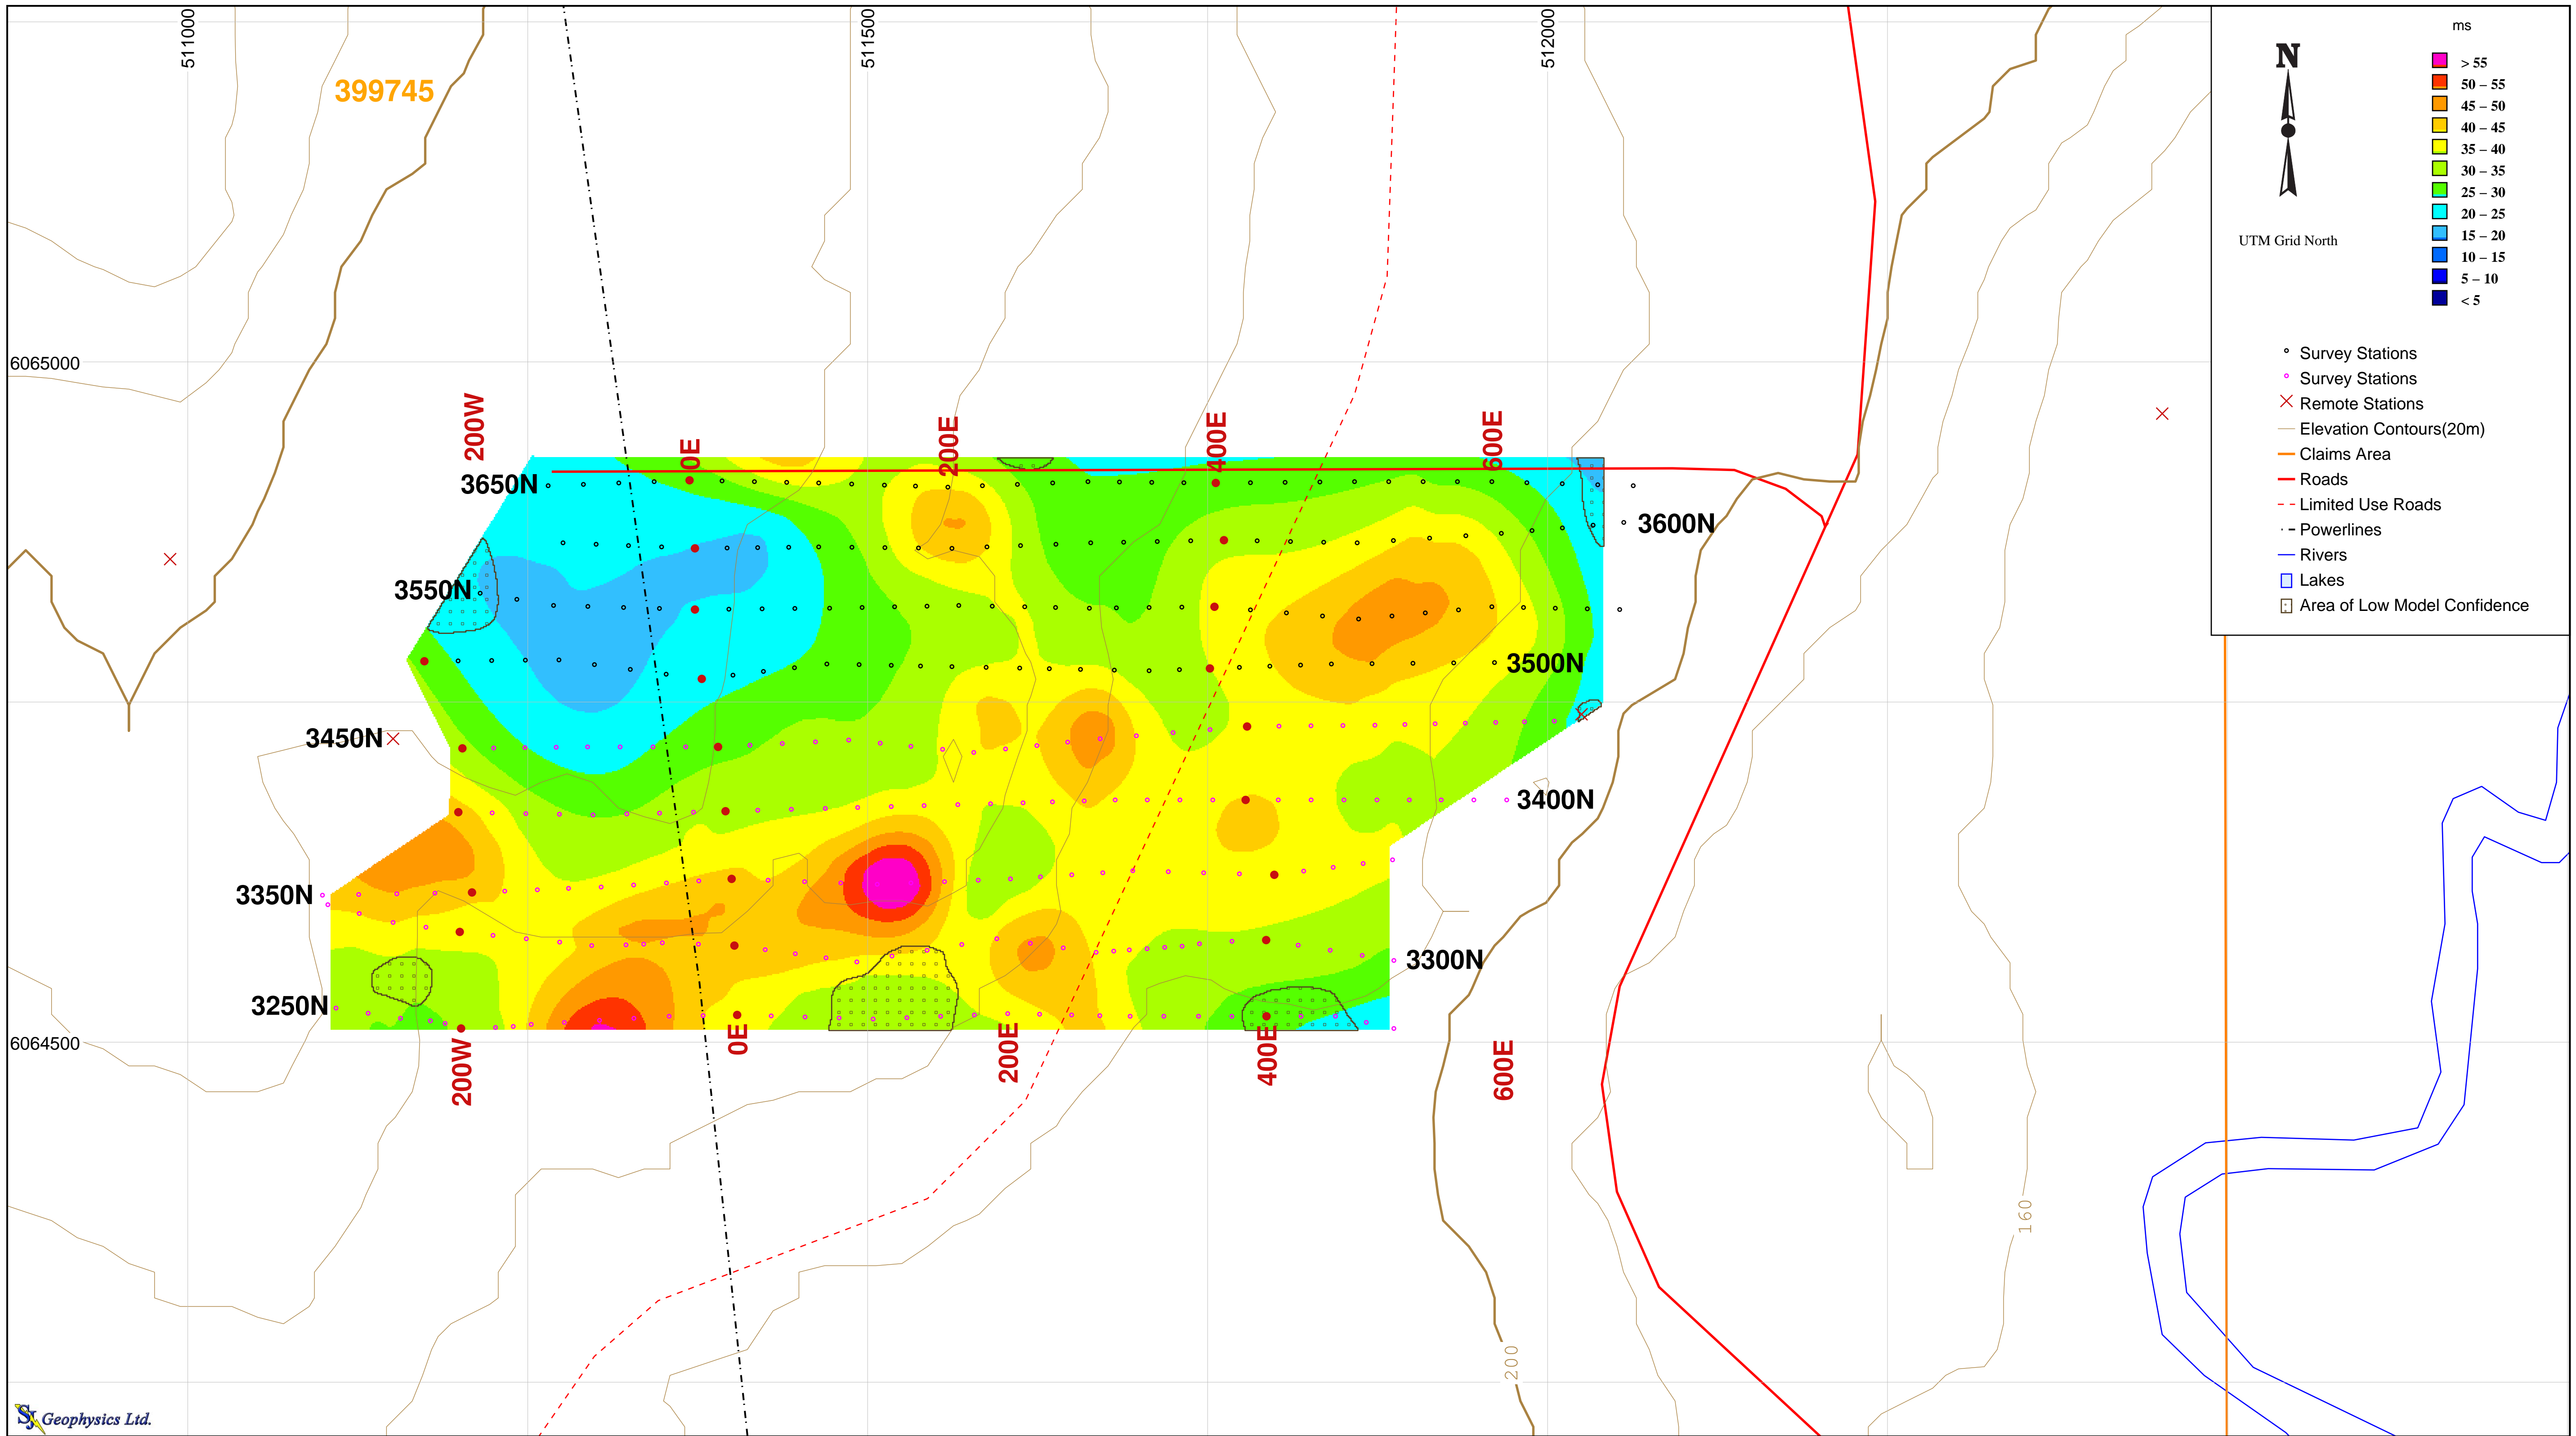 511000
511500
512000
399745
6065000
6064500
200W
0E
200E
400E
600E
3650N
3600N
3550N
3500N
3450N
3400N
3350N
3300N
3250N
200W
0E
200E
400E
600E
160
200
SJ Geophysics Ltd.
N
UTM Grid North
ms
> 55
50 – 55
45 – 50
40 – 45
35 – 40
30 – 35
25 – 30
20 – 25
15 – 20
10 – 15
5 – 10
< 5
Survey Stations
Survey Stations
Remote Stations
Elevation Contours(20m)
Claims Area
Roads
Limited Use Roads
Powerlines
Rivers
Lakes
Area of Low Model Confidence